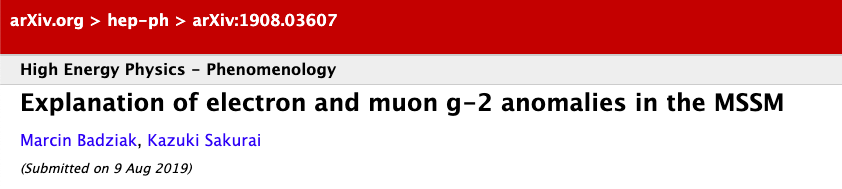 arXiv.org > hep-ph > arXiv:1908.03607
High Energy Physics - Phenomenology
Explanation of electron and muon g-2 anomalies in the MSSM
Marcin Badziak, Kazuki Sakurai
(Submitted on 9 Aug 2019)